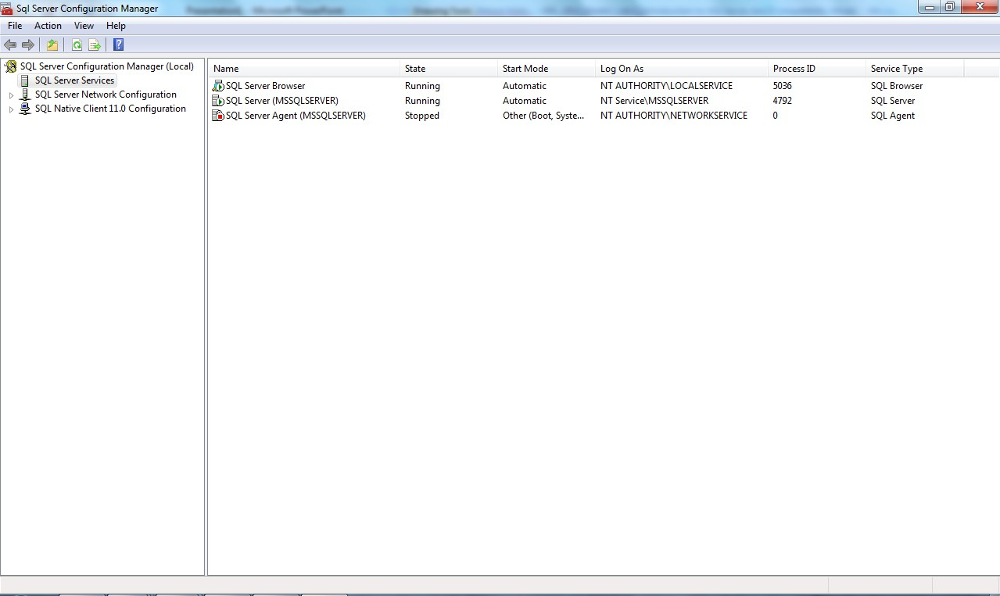 Sql Server Configuration Manager
File Action View Help
SQL Server Configuration Manager (Local)
SQL Server Services
SQL Server Network Configuration
SQL Native Client 11.0 Configuration
Name State Start Mode Log On As Process ID Service Type
SQL Server Browser Running Automatic NT AUTHORITY\LOCALSERVICE 5036 SQL Browser
SQL Server (MSSQLSERVER) Running Automatic NT Service\MSSQLSERVER 4792 SQL Server
SQL Server Agent (MSSQLSERVER) Stopped Other (Boot, Syste... NT AUTHORITY\NETWORKSERVICE 0 SQL Agent